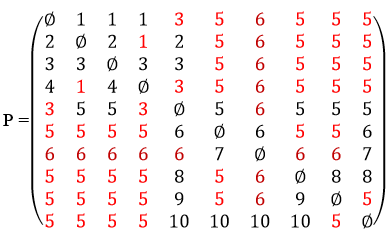 ∅ 1 1 1 3 5 6 5 5 5
2 ∅ 2 1 2 5 6 5 5 5
3 3 ∅ 3 3 5 6 5 5 5
4 1 4 ∅ 3 5 6 5 5 5
P = 3 5 5 3 ∅ 5 6 5 5 5
5 5 5 5 6 ∅ 6 5 5 6
6 6 6 6 6 7 ∅ 6 6 7
5 5 5 5 8 5 6 ∅ 8 8
5 5 5 5 9 5 6 9 ∅ 5
5 5 5 5 10 10 10 10 5 ∅